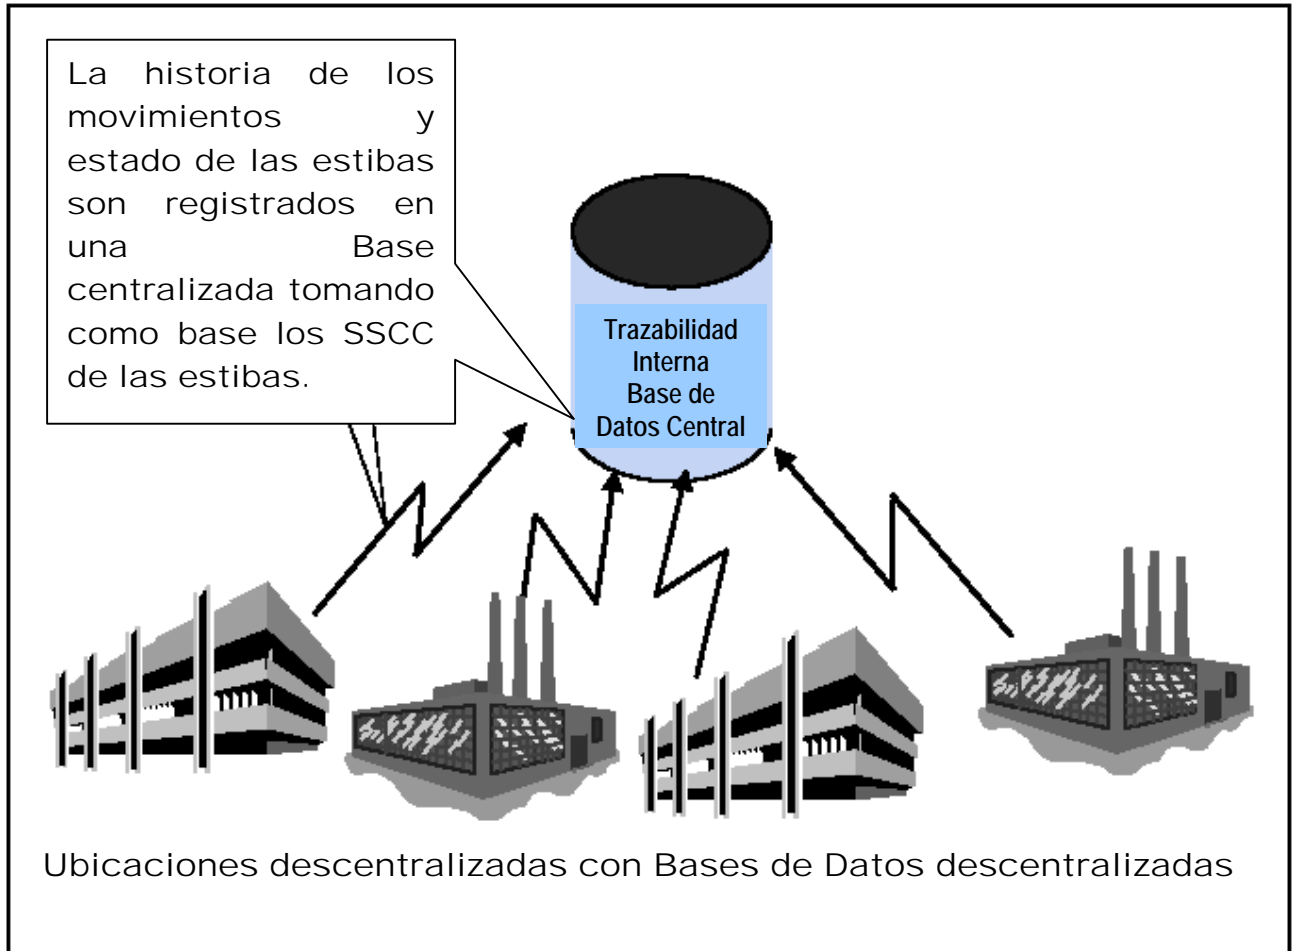 La historia de los
movimientos y
estado de las estibas
son registrados en
una Base
centralizada tomando
como base los SSCC
de las estibas.
Trazabilidad
Interna
Base de
Datos Central
Ubicaciones descentralizadas con Bases de Datos descentralizadas